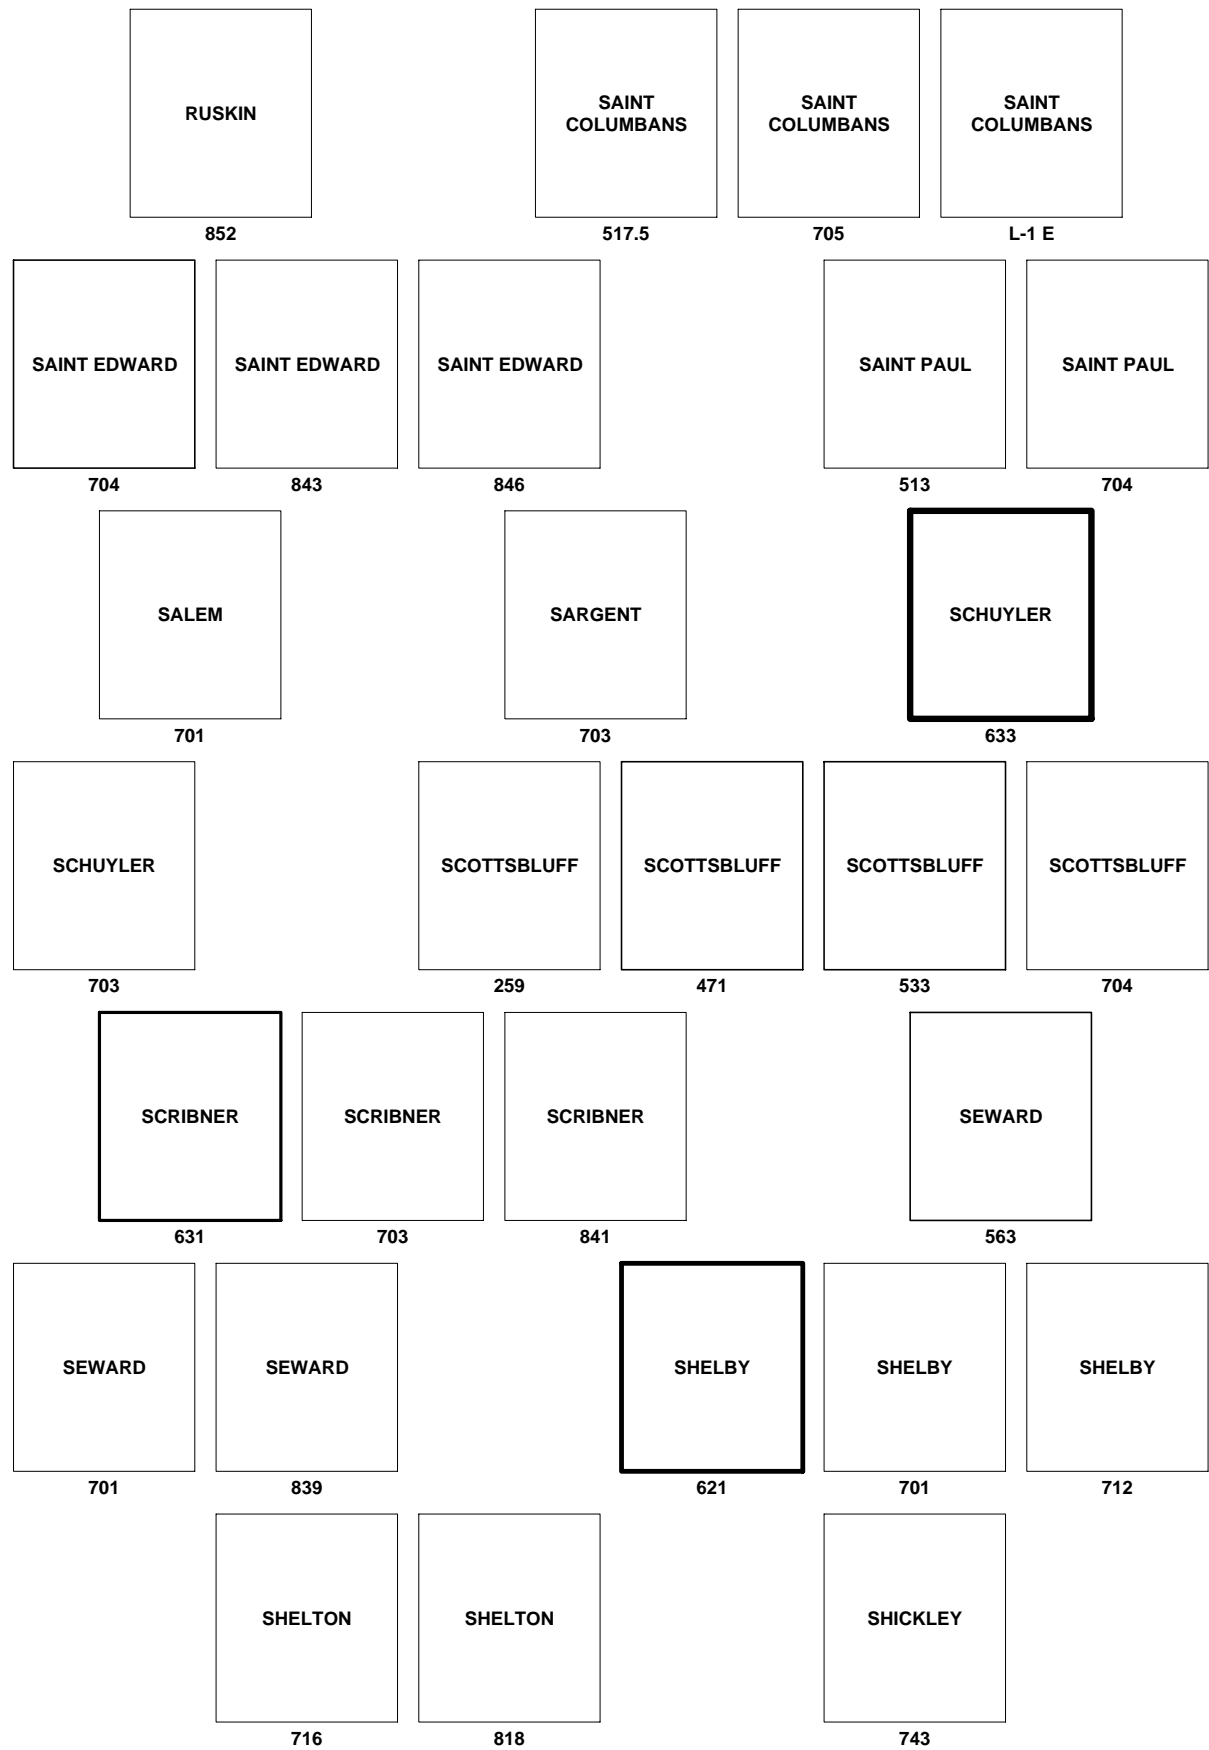 RUSKIN
852
SAINT
COLUMBANS
517.5
SAINT
COLUMBANS
705
SAINT
COLUMBANS
L-1 E
SAINT EDWARD
704
SAINT EDWARD
843
SAINT EDWARD
846
SAINT PAUL
513
SAINT PAUL
704
SALEM
701
SARGENT
703
SCHUYLER
633
SCHUYLER
703
SCOTTSBLUFF
259
SCOTTSBLUFF
471
SCOTTSBLUFF
533
SCOTTSBLUFF
704
SCRIBNER
631
SCRIBNER
703
SCRIBNER
841
SEWARD
563
SEWARD
701
SEWARD
839
SHELBY
621
SHELBY
701
SHELBY
712
SHELTON
716
SHELTON
818
SHICKLEY
743